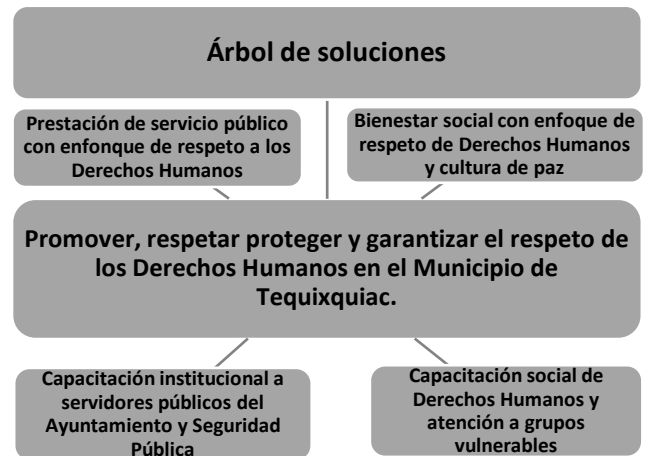 Árbol de soluciones
Prestación de servicio público
con enfonque de respeto a los
Derechos Humanos
Bienestar social con enfoque de
respeto de Derechos Humanos
y cultura de paz
Promover, respetar proteger y garantizar el respeto de
los Derechos Humanos en el Municipio de
Tequixquiac.
Capacitación institucional a
servidores públicos del
Ayuntamiento y Seguridad
Pública
Capacitación social de
Derechos Humanos y
atención a grupos
vulnerables